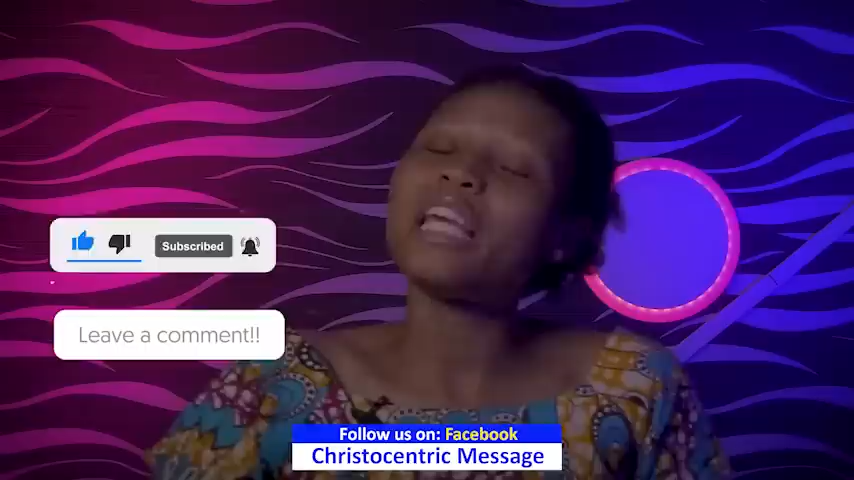 Subscribed
Leave a comment!!
Follow us on: Facebook
Christocentric Message